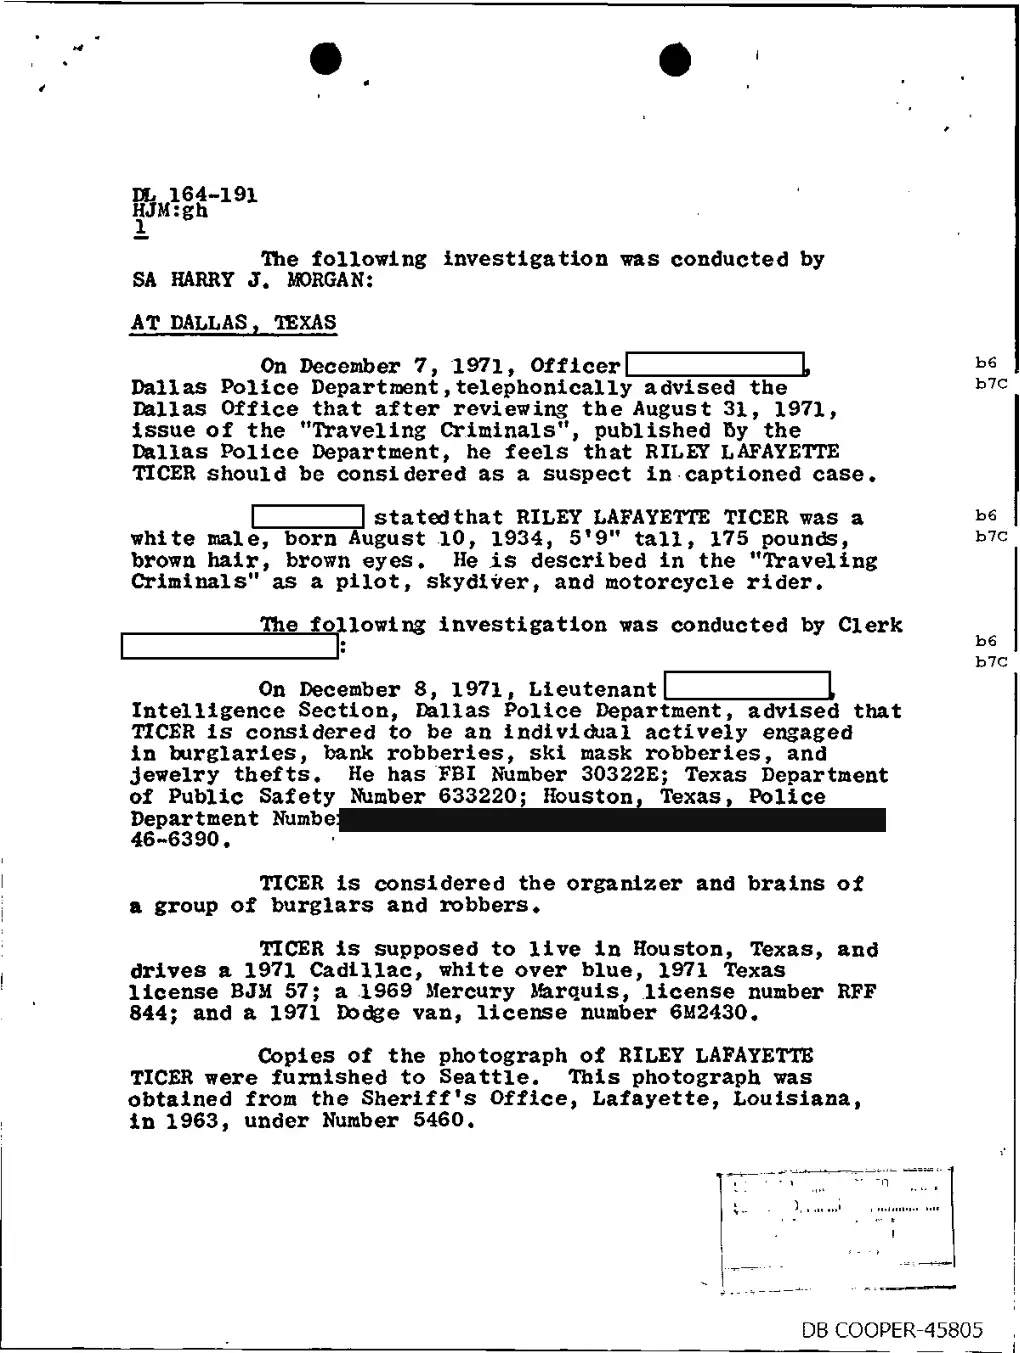 DL 164-191
HJM:gh
1
The following investigation was conducted by
SA HARRY J. MORGAN:
AT DALLAS, TEXAS
On December 7, 1971, Officer , b6
Dallas Police Department,telephonically advised the b7C
Dallas Office that after reviewing the August 31, 1971,
issue of the "Traveling Criminals", published by the
Dallas Police Department, he feels that RILEY LAFAYETTE
TICER should be considered as a suspect in captioned case.
stated that RILEY LAFAYETTE TICER was a b6
white male, born August 10, 1934, 5'9" tall, 175 pounds, b7C
brown hair, brown eyes. He is described in the "Traveling
Criminals" as a pilot, skydiver, and motorcycle rider.
The following investigation was conducted by Clerk
: b6
b7C
On December 8, 1971, Lieutenant ,
Intelligence Section, Dallas Police Department, advised that
TICER is considered to be an individual actively engaged
in burglaries, bank robberies, ski mask robberies, and
jewelry thefts. He has FBI Number 30322E; Texas Department
of Public Safety Number 633220; Houston, Texas, Police
Department Number
46-6390.
TICER is considered the organizer and brains of
a group of burglars and robbers.
TICER is supposed to live in Houston, Texas, and
drives a 1971 Cadillac, white over blue, 1971 Texas
license BJM 57; a 1969 Mercury Marquis, license number RFF
844; and a 1971 Dodge van, license number 6M2430.
Copies of the photograph of RILEY LAFAYETTE
TICER were furnished to Seattle. This photograph was
obtained from the Sheriff's Office, Lafayette, Louisiana,
in 1963, under Number 5460.
DB COOPER-45805